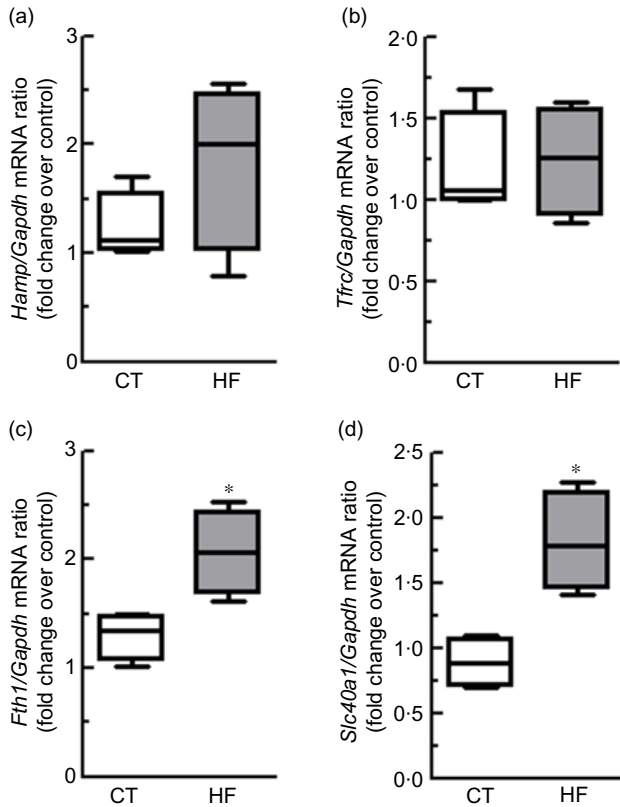 (a)
Hamp/Gapdh mRNA ratio
(fold change over control)
3
2
1
0
CT HF
(b)
Tfrc/Gapdh mRNA ratio
(fold change over control)
2·0
1·5
1·0
0·5
0·0
CT HF
(c)
Fth1/Gapdh mRNA ratio
(fold change over control)
3
2
1
0
*
CT HF
(d)
Slc40a1/Gapdh mRNA ratio
(fold change over control)
2·5
2·0
1·5
1·0
0·5
0·0
*
CT HF